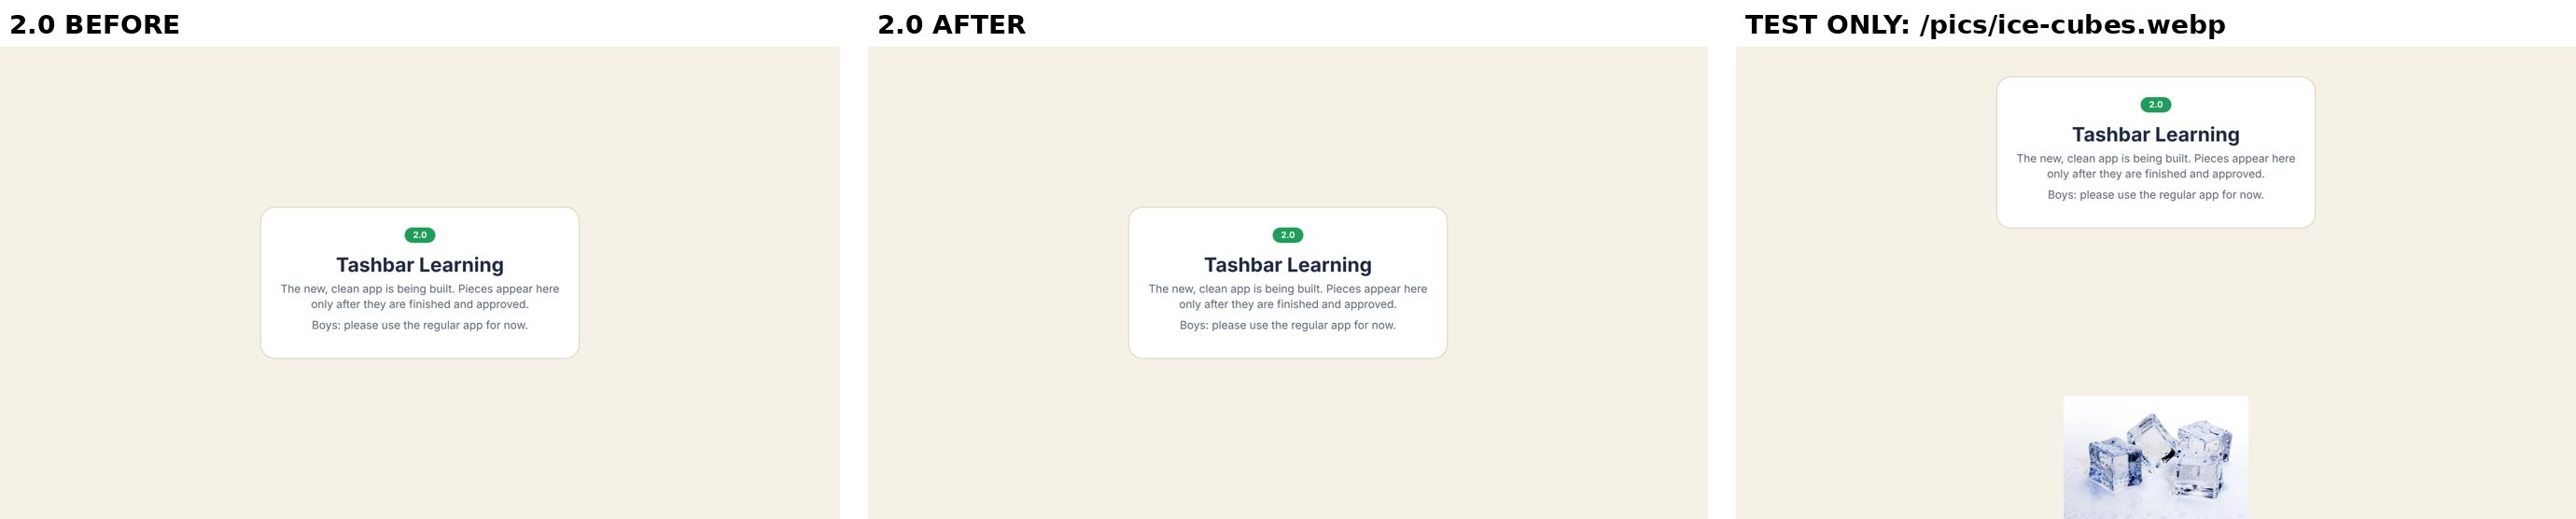 2.0 BEFORE
2.0
Tashbar Learning
The new, clean app is being built. Pieces appear here
only after they are finished and approved.
Boys: please use the regular app for now.
2.0 AFTER
2.0
Tashbar Learning
The new, clean app is being built. Pieces appear here
only after they are finished and approved.
Boys: please use the regular app for now.
TEST ONLY: /pics/ice-cubes.webp
2.0
Tashbar Learning
The new, clean app is being built. Pieces appear here
only after they are finished and approved.
Boys: please use the regular app for now.